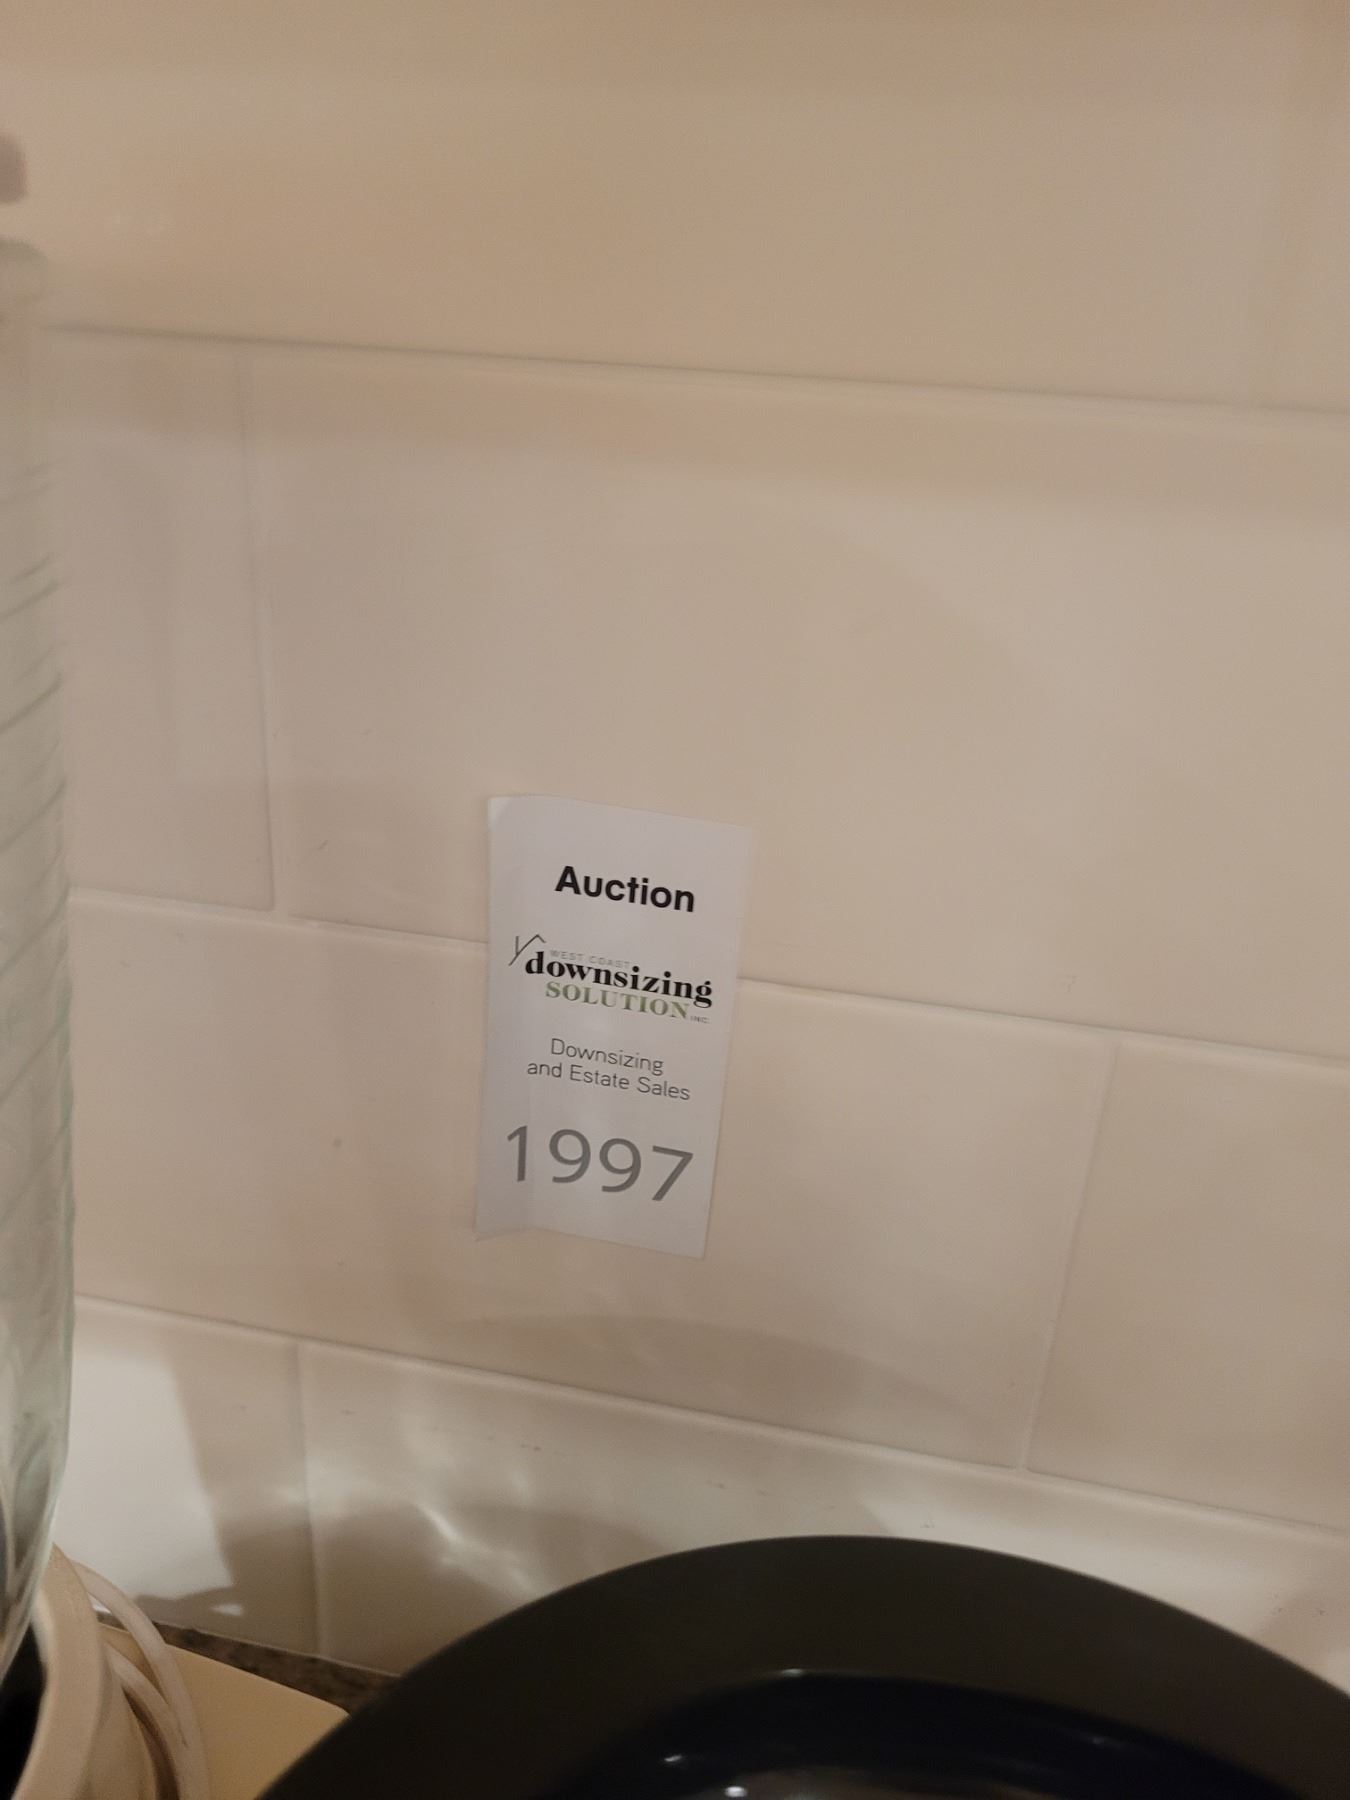 Auction
WEST COAST
downsizing
SOLUTION INC.
Downsizing
and Estate Sales
1997